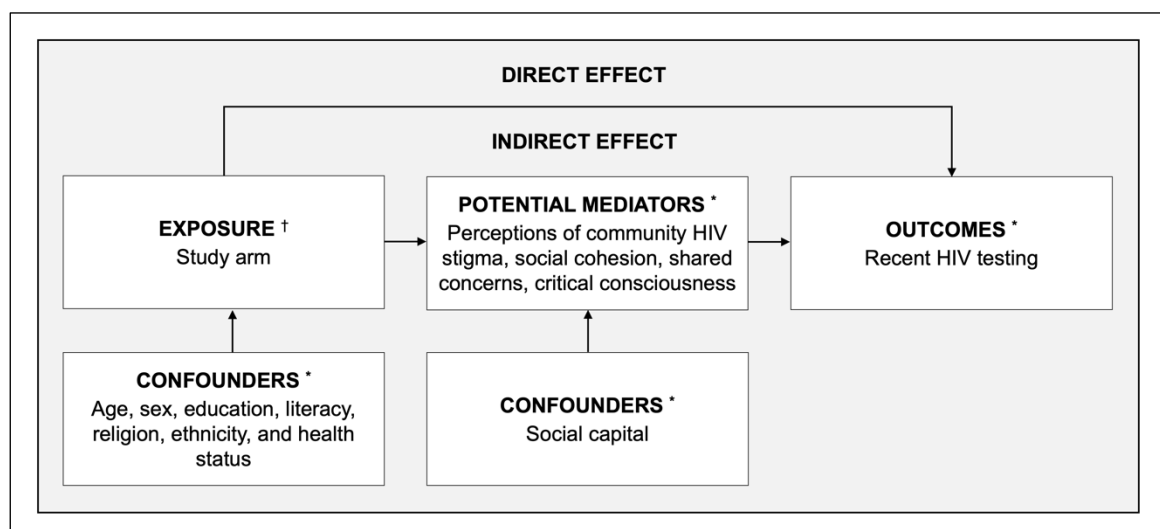 DIRECT EFFECT
INDIRECT EFFECT
EXPOSURE †
Study arm
POTENTIAL MEDIATORS *
Perceptions of community HIV
stigma, social cohesion, shared
concerns, critical consciousness
OUTCOMES *
Recent HIV testing
CONFOUNDERS *
Age, sex, education, literacy,
religion, ethnicity, and health
status
CONFOUNDERS *
Social capital